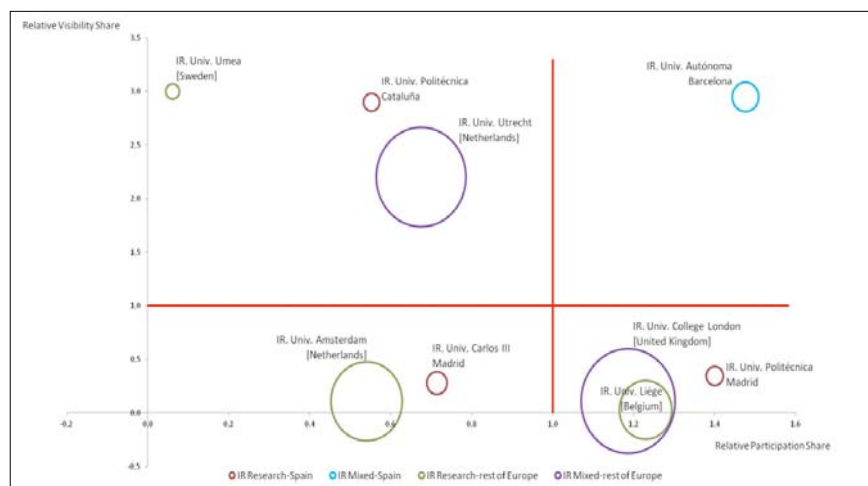 Relative Visibility Share
3.5
IR. Univ. Umea
[Sweden]
IR. Univ. Politécnica
Cataluña
IR. Univ. Autónoma
Barcelona
3.0
IR. Univ. Utrecht
[Netherlands]
2.5
2.0
1.5
1.0
IR. Univ. Amsterdam
[Netherlands]
IR. Univ. Carlos III
Madrid
IR. Univ. College London
[United Kingdom]
IR. Univ. Politécnica
Madrid
0.5
IR. Univ. Liège
[Belgium]
0.0
-0.2 0.0 0.2 0.4 0.6 0.8 1.0 1.2 1.4 1.6
Relative Participation Share
-0.5
IR Research-Spain IR Mixed-Spain IR Research-rest of Europe IR Mixed-rest of Europe